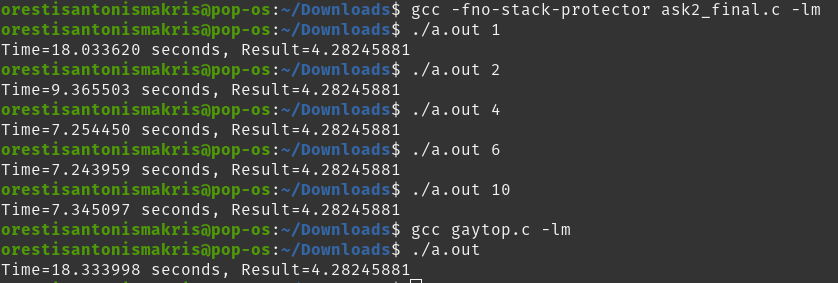 orestisantonismakris@pop-os:~/Downloads$ gcc -fno-stack-protector ask2_final.c -lm
orestisantonismakris@pop-os:~/Downloads$ ./a.out 1
Time=18.033620 seconds, Result=4.28245881
orestisantonismakris@pop-os:~/Downloads$ ./a.out 2
Time=9.365503 seconds, Result=4.28245881
orestisantonismakris@pop-os:~/Downloads$ ./a.out 4
Time=7.254450 seconds, Result=4.28245881
orestisantonismakris@pop-os:~/Downloads$ ./a.out 6
Time=7.243959 seconds, Result=4.28245881
orestisantonismakris@pop-os:~/Downloads$ ./a.out 10
Time=7.345097 seconds, Result=4.28245881
orestisantonismakris@pop-os:~/Downloads$ gcc gaytop.c -lm
orestisantonismakris@pop-os:~/Downloads$ ./a.out
Time=18.333998 seconds, Result=4.28245881